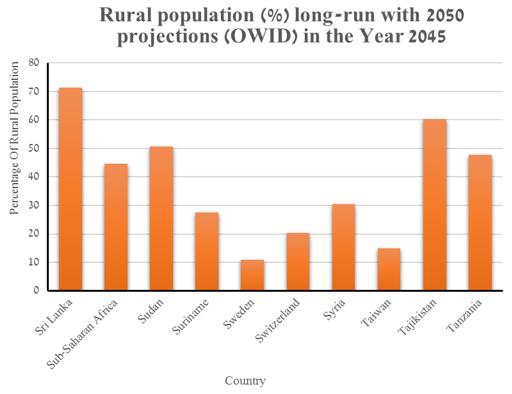 Rural population (%) long-run with 2050
projections (OWID) in the Year 2045
Percentage Of Rural Population
80
70
60
50
40
30
20
10
0
Sri Lanka
Sub-Saharan Africa
Sudan
Suriname
Sweden
Switzerland
Syria
Taiwan
Tajikistan
Tanzania
Country